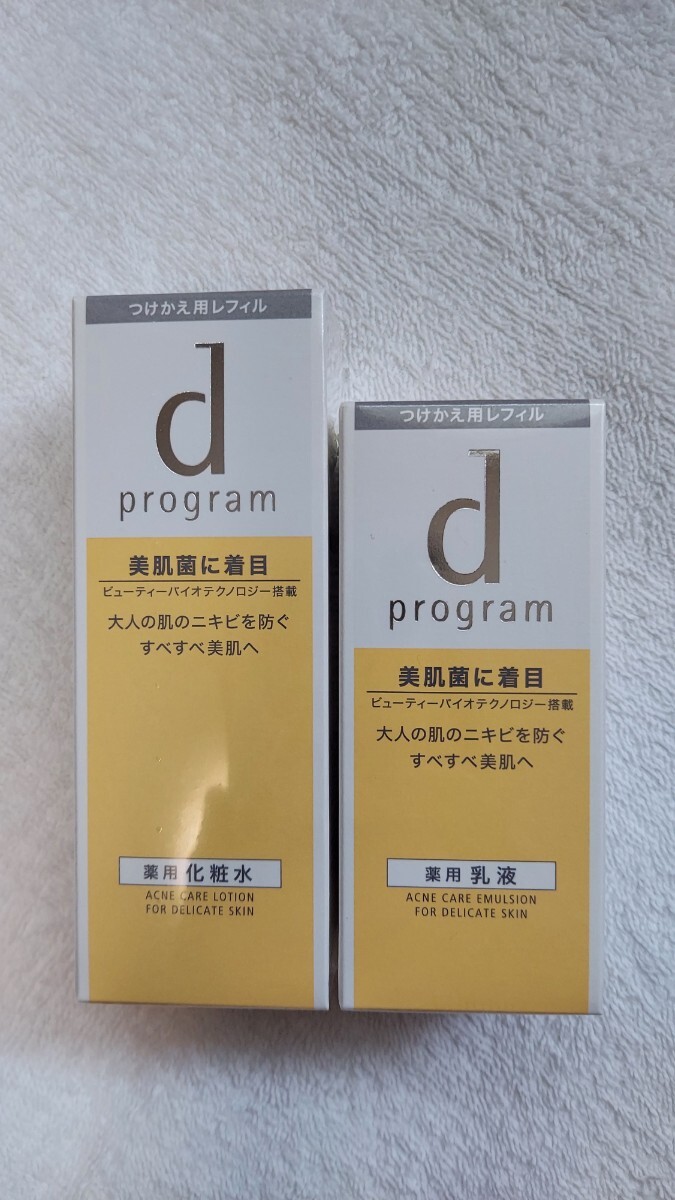 つけかえ用レフィル
d
program
美肌菌に着目
ビューティーバイオテクノロジー搭載
大人の肌のニキビを防ぐ
すべすべ美肌へ
薬用 化粧水
ACNE CARE LOTION
FOR DELICATE SKIN
つけかえ用レフィル
d
program
美肌菌に着目
ビューティーバイオテクノロジー搭載
大人の肌のニキビを防ぐ
すべすべ美肌へ
薬用 乳液
ACNE CARE EMULSION
FOR DELICATE SKIN